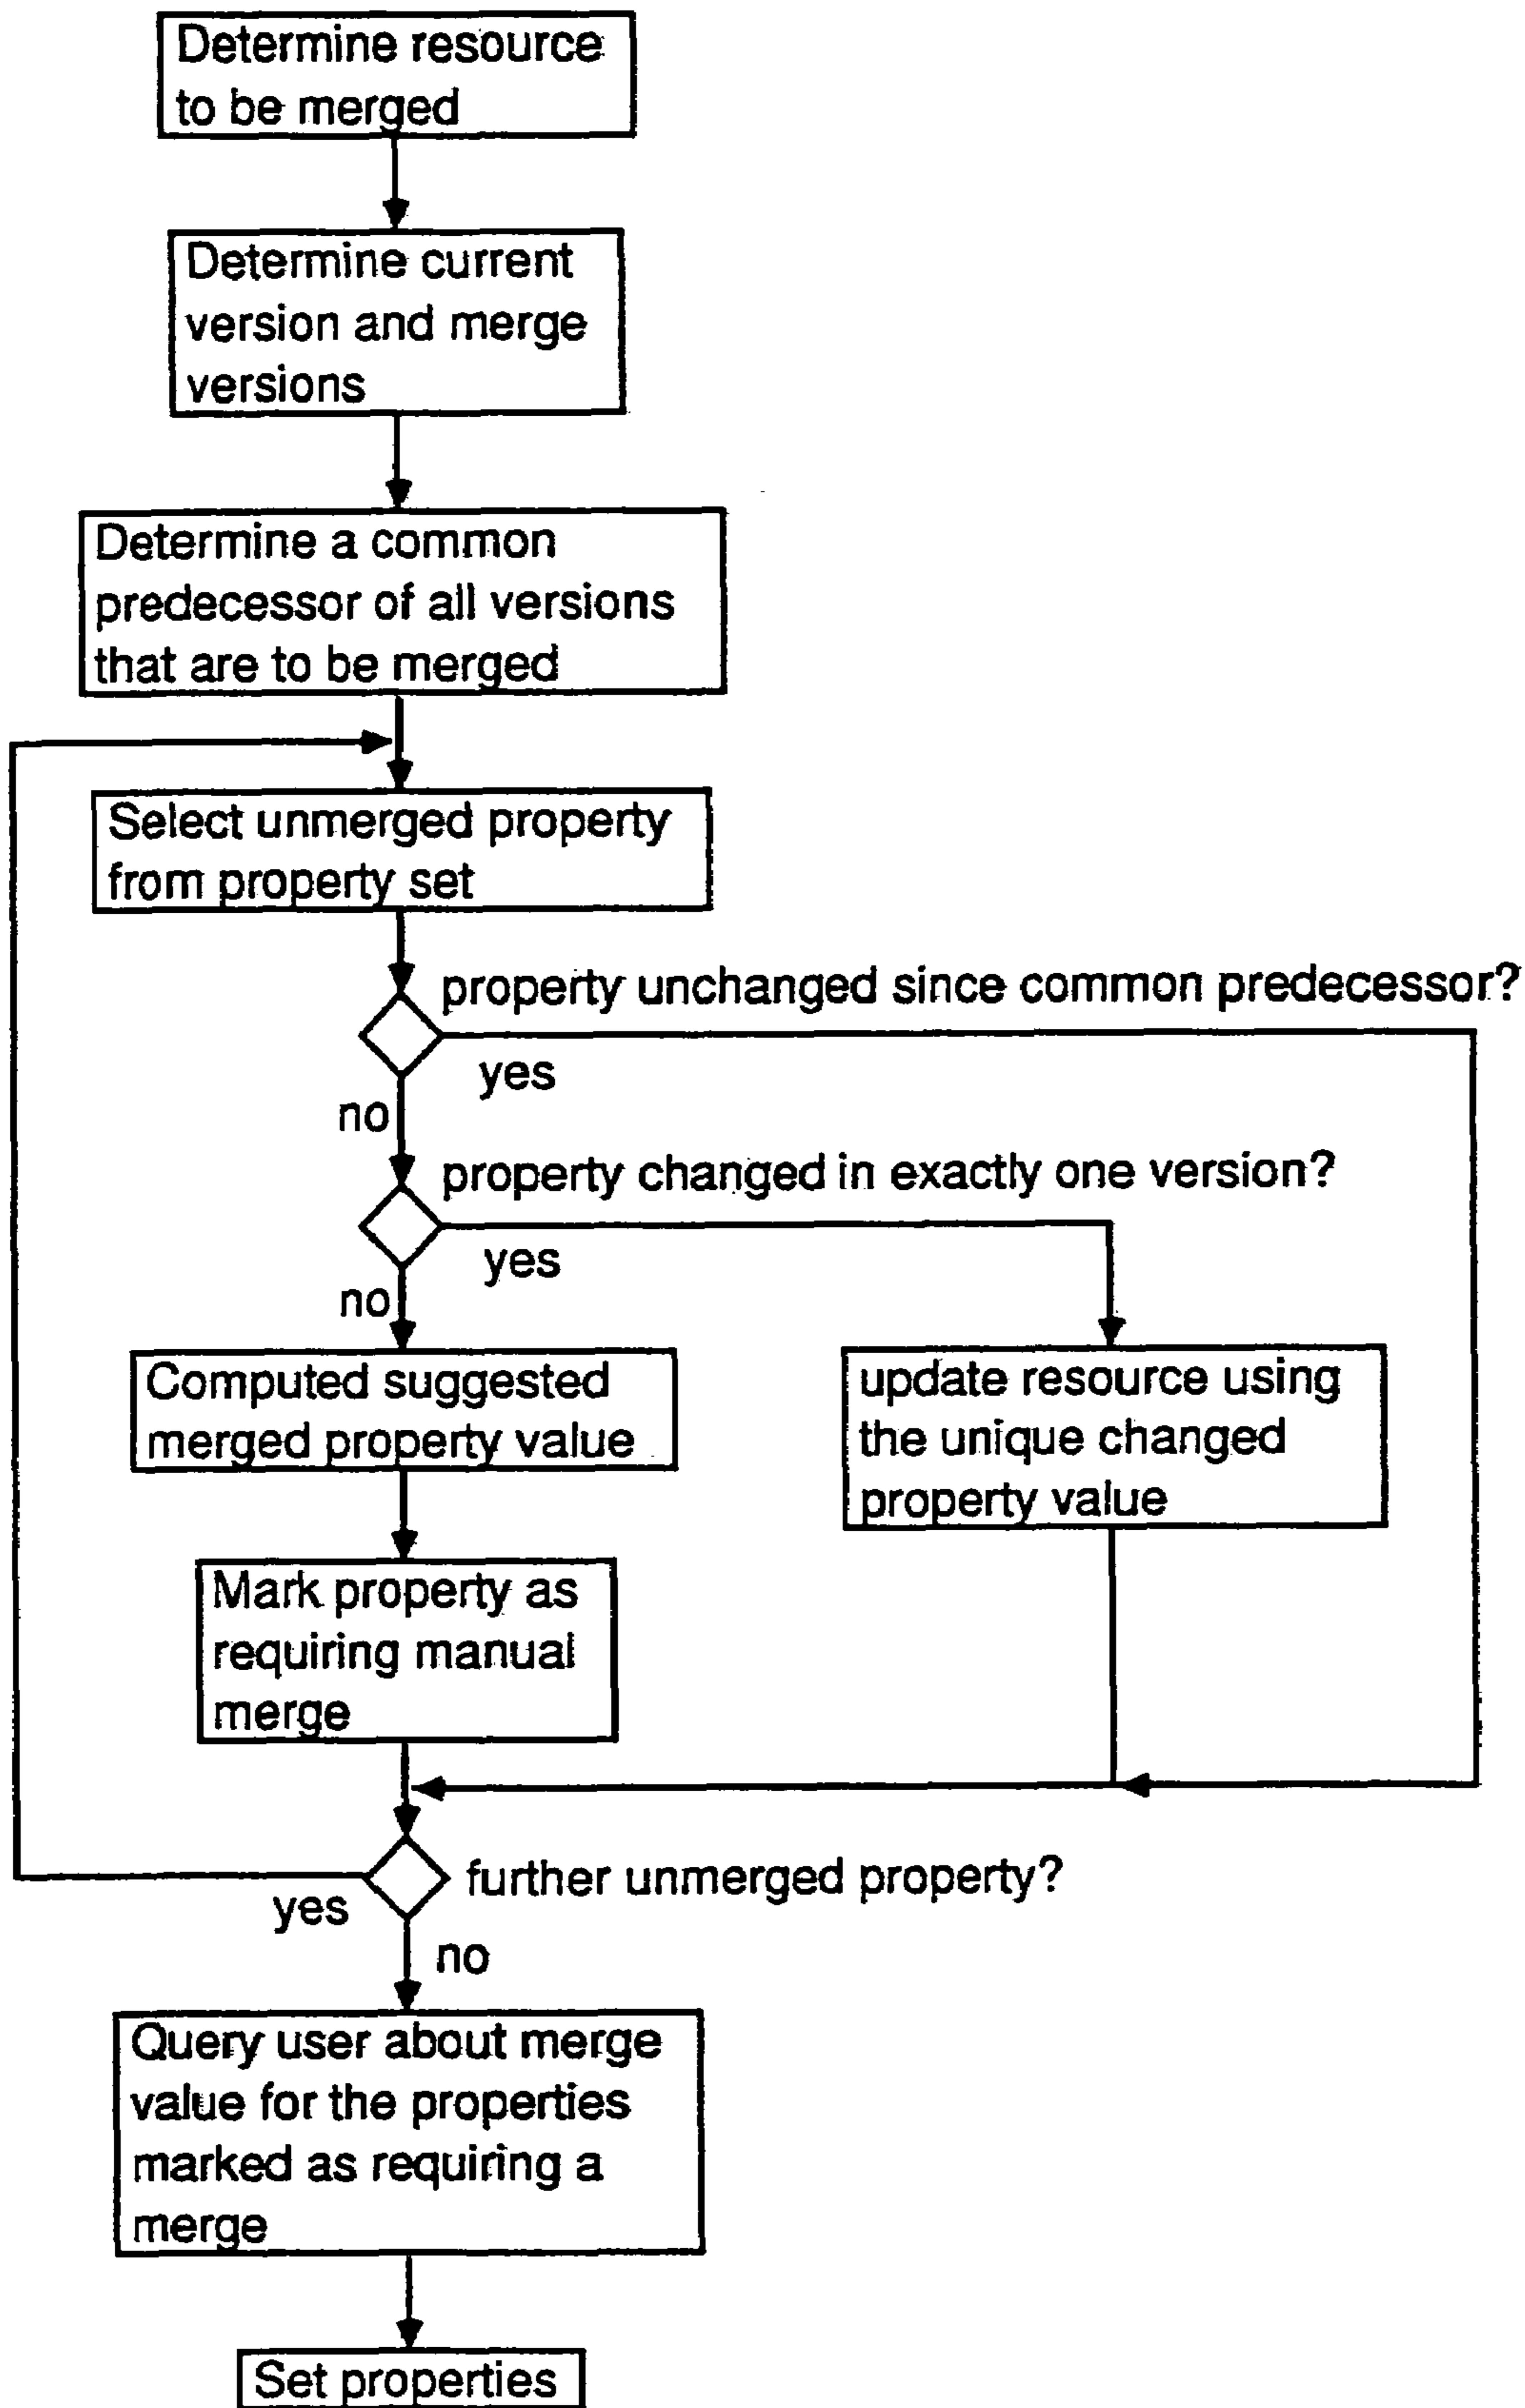 Determine resource
to be merged
Determine current
version and merge
versions
Determine a common
predecessor of all versions
that are to be merged
Select unmerged property
from property set
property unchanged since common predecessor?
yes
no
property changed in exactly one version?
yes
no
Computed suggested
merged property value
update resource using
the unique changed
property value
Mark property as
requiring manual
merge
further unmerged property?
yes
no
Query user about merge
value for the properties
marked as requiring a
merge
Set properties